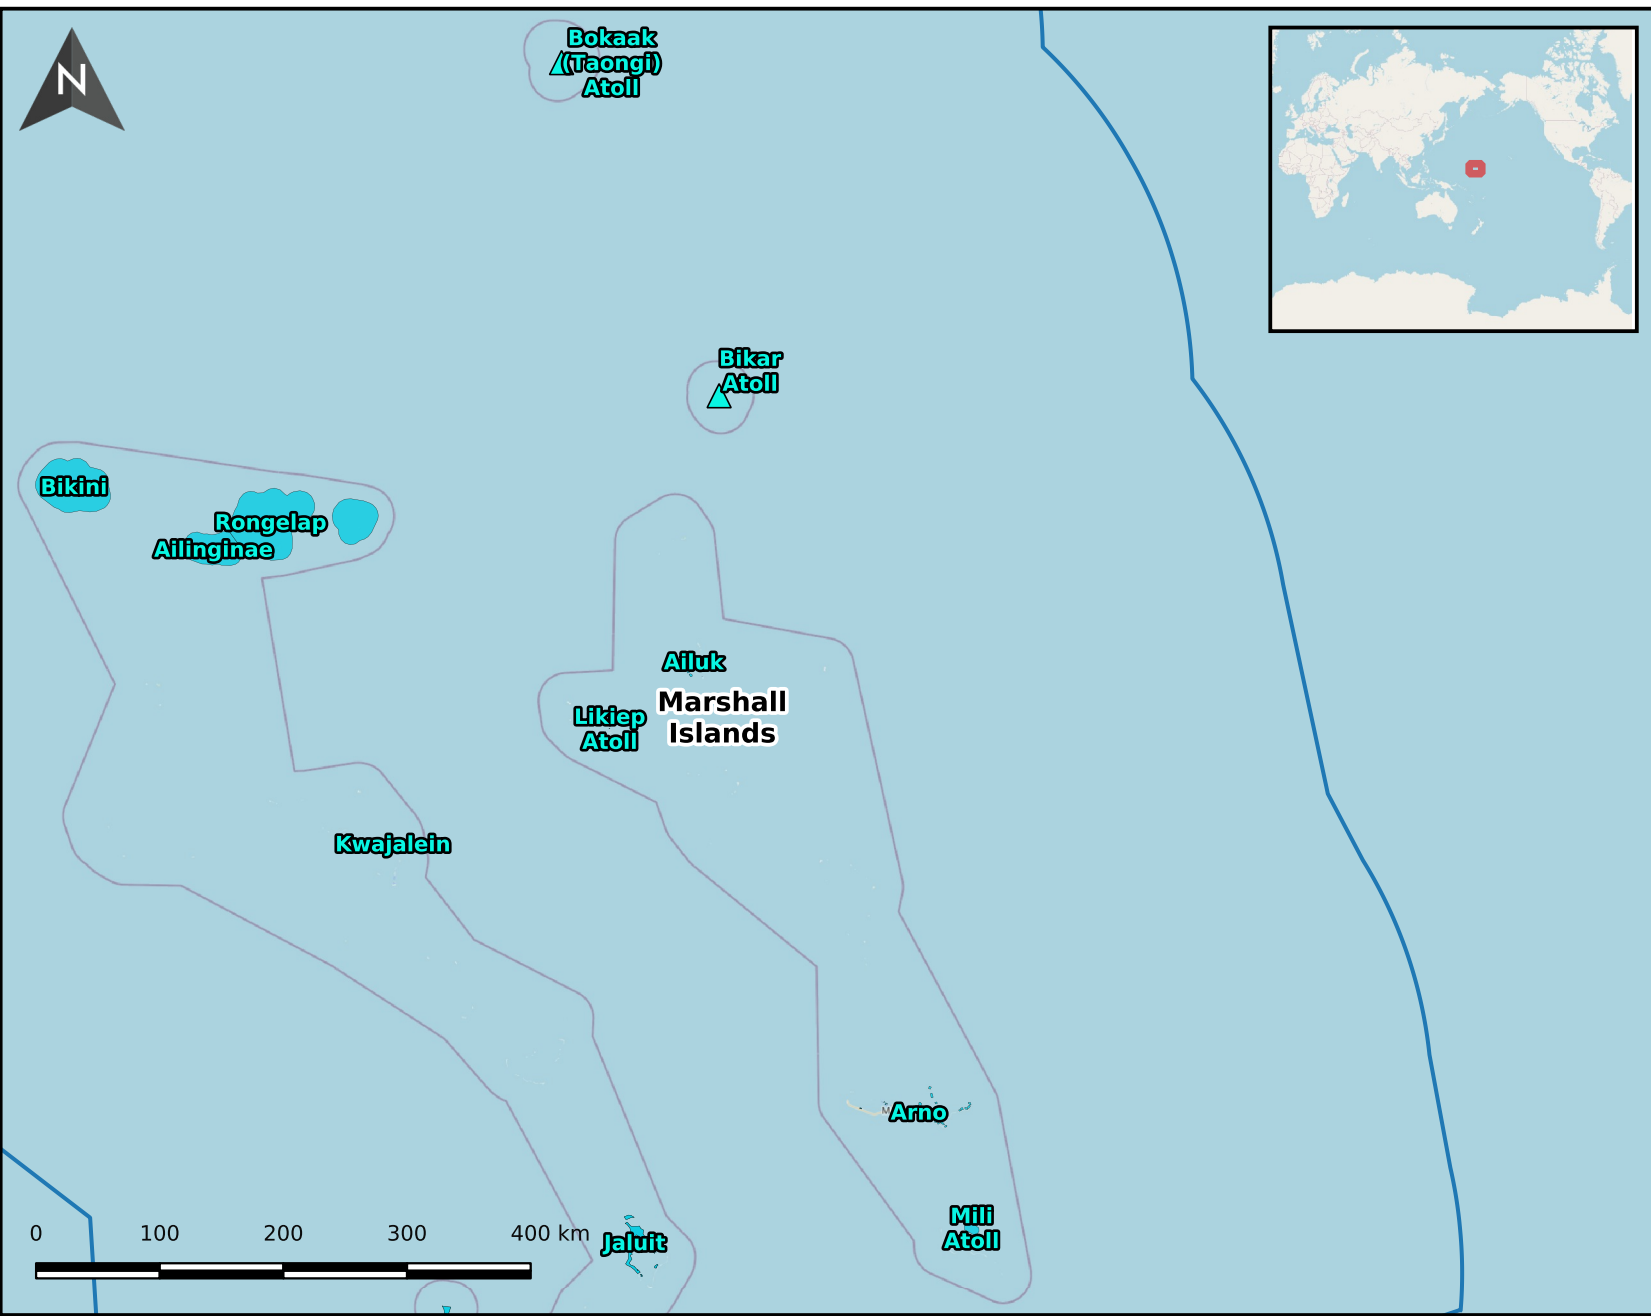 N
Bokaak
(Taongi)
Atoll
Bikar
Atoll
Bikini
Rongelap
Ailinginae
Ailuk
Marshall
Islands
Likiep
Atoll
Kwajalein
Arno
Mili
Atoll
Jaluit
0 100 200 300 400 km